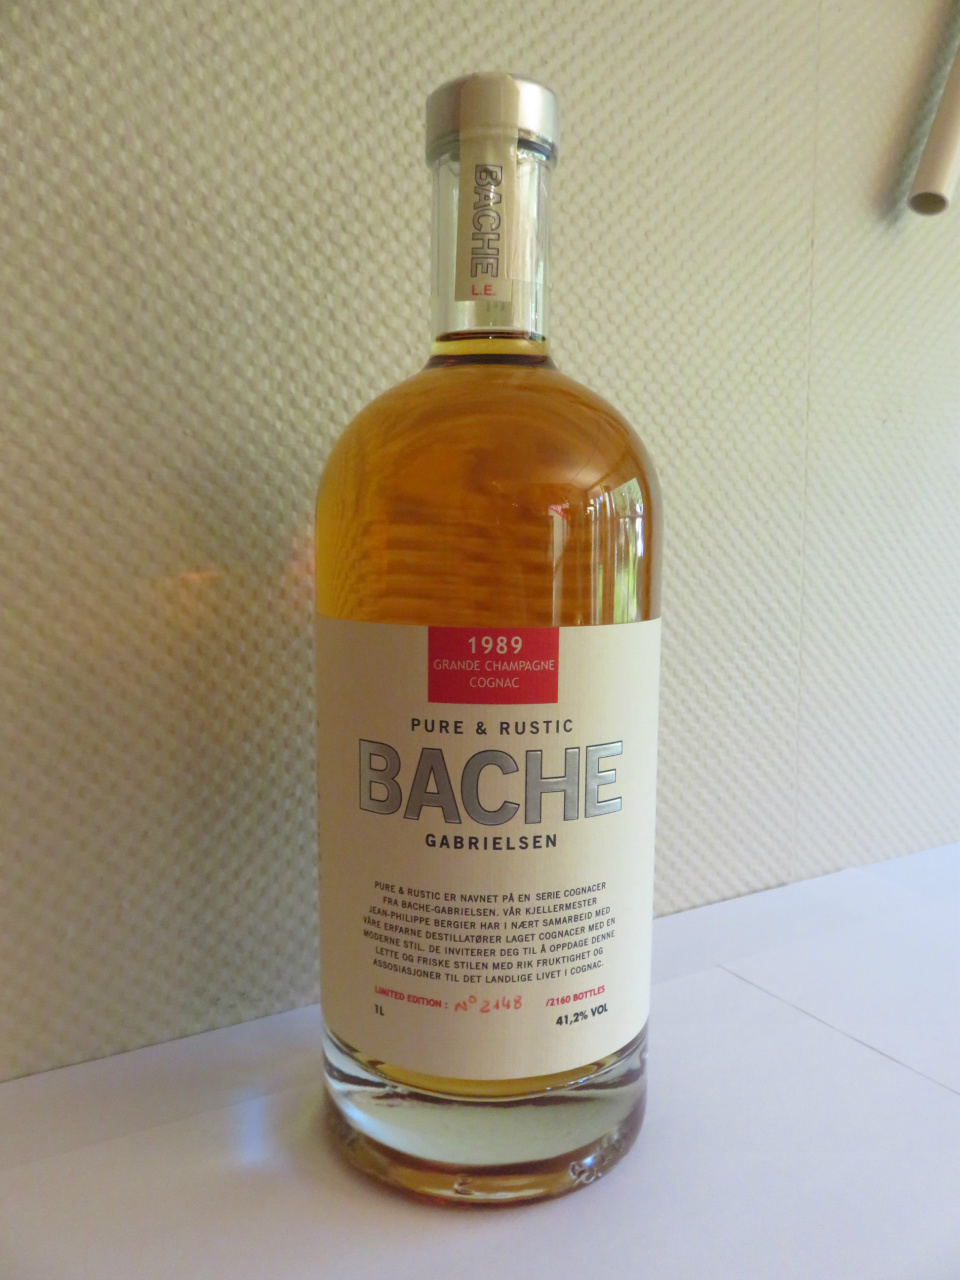 BACHE
L.E.
1989
GRANDE CHAMPAGNE
COGNAC
PURE & RUSTIC
BACHE
GABRIELSEN
PURE & RUSTIC ER NAVNET PÅ EN SERIE COGNACER
FRA BACHE-GABRIELSEN. VÅR KJELLERMESTER
JEAN-PHILIPPE BERGIER HAR I NÆRT SAMARBEID MED
VÅRE ERFARNE DESTILLATØRER LAGET COGNACER MED EN
MODERNE STIL. DE INVITERER DEG TIL Å OPPDAGE DENNE
LETTE OG FRISKE STILEN MED RIK FRUKTIGHET OG
ASSOSIASJONER TIL DET LANDLIGE LIVET I COGNAC.
LIMITED EDITION : N° 2148 /2160 BOTTLES
1L 41,2% VOL